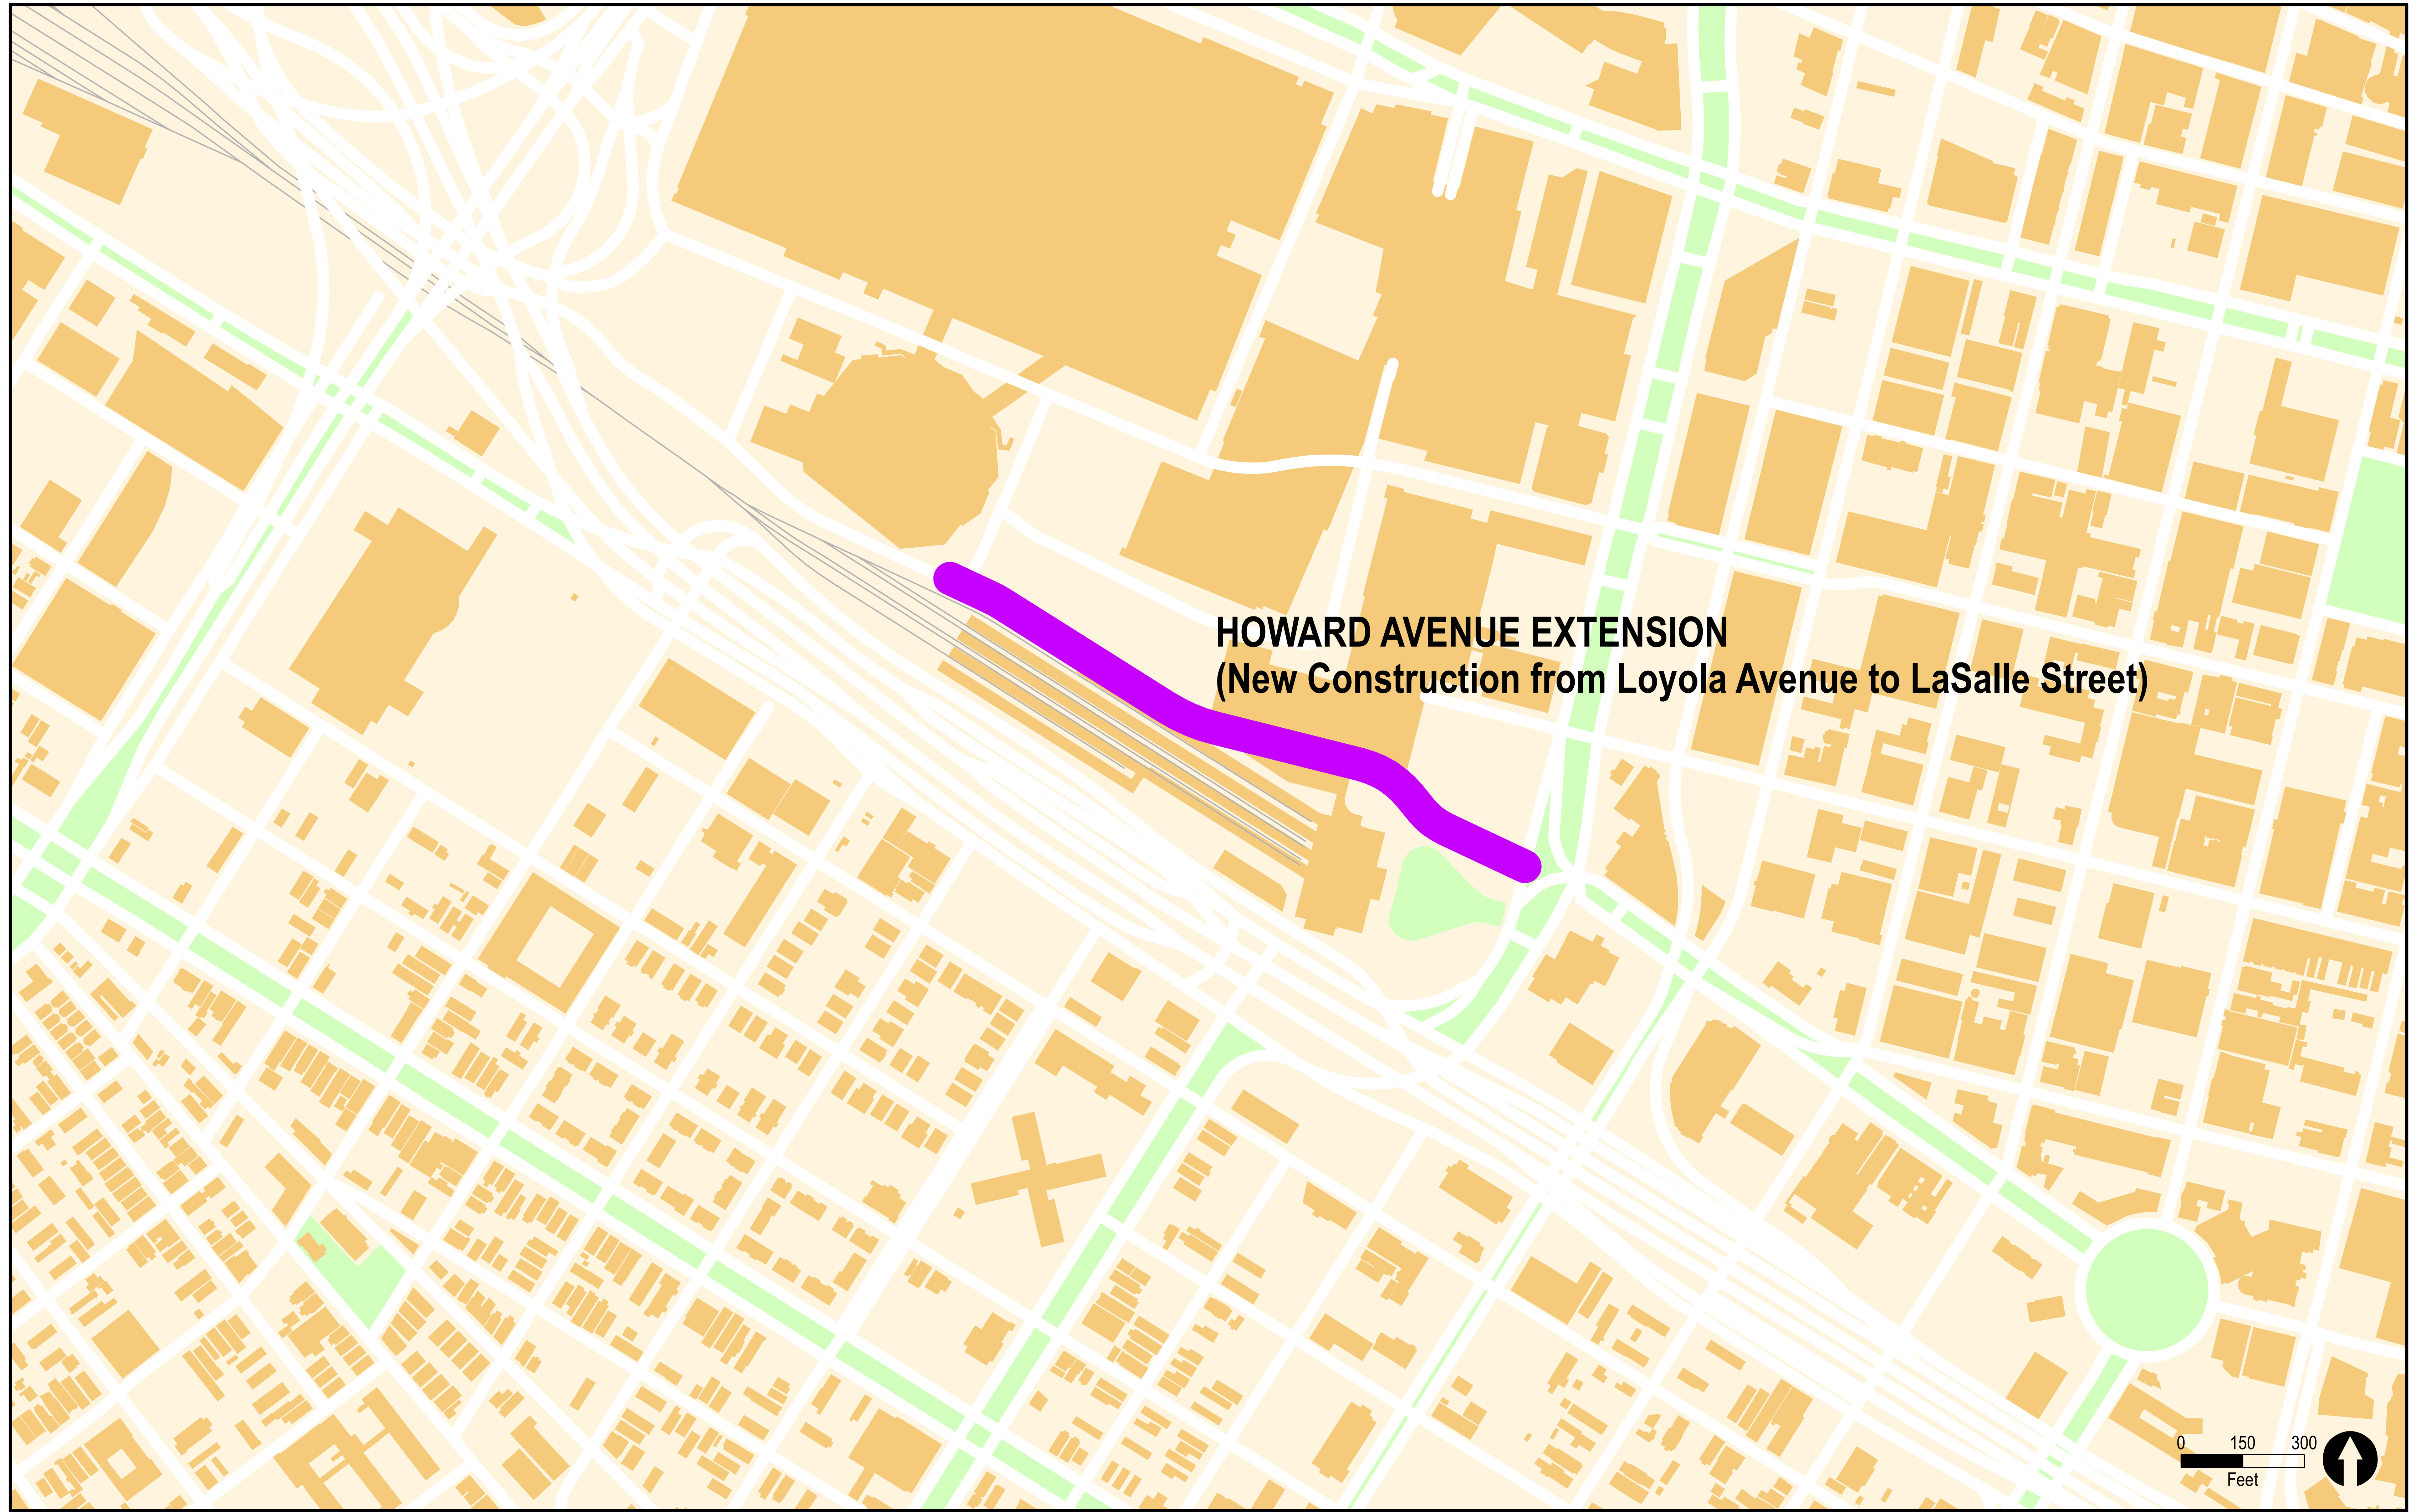 HOWARD AVENUE EXTENSION
(New Construction from Loyola Avenue to LaSalle Street)
0 150 300
Feet